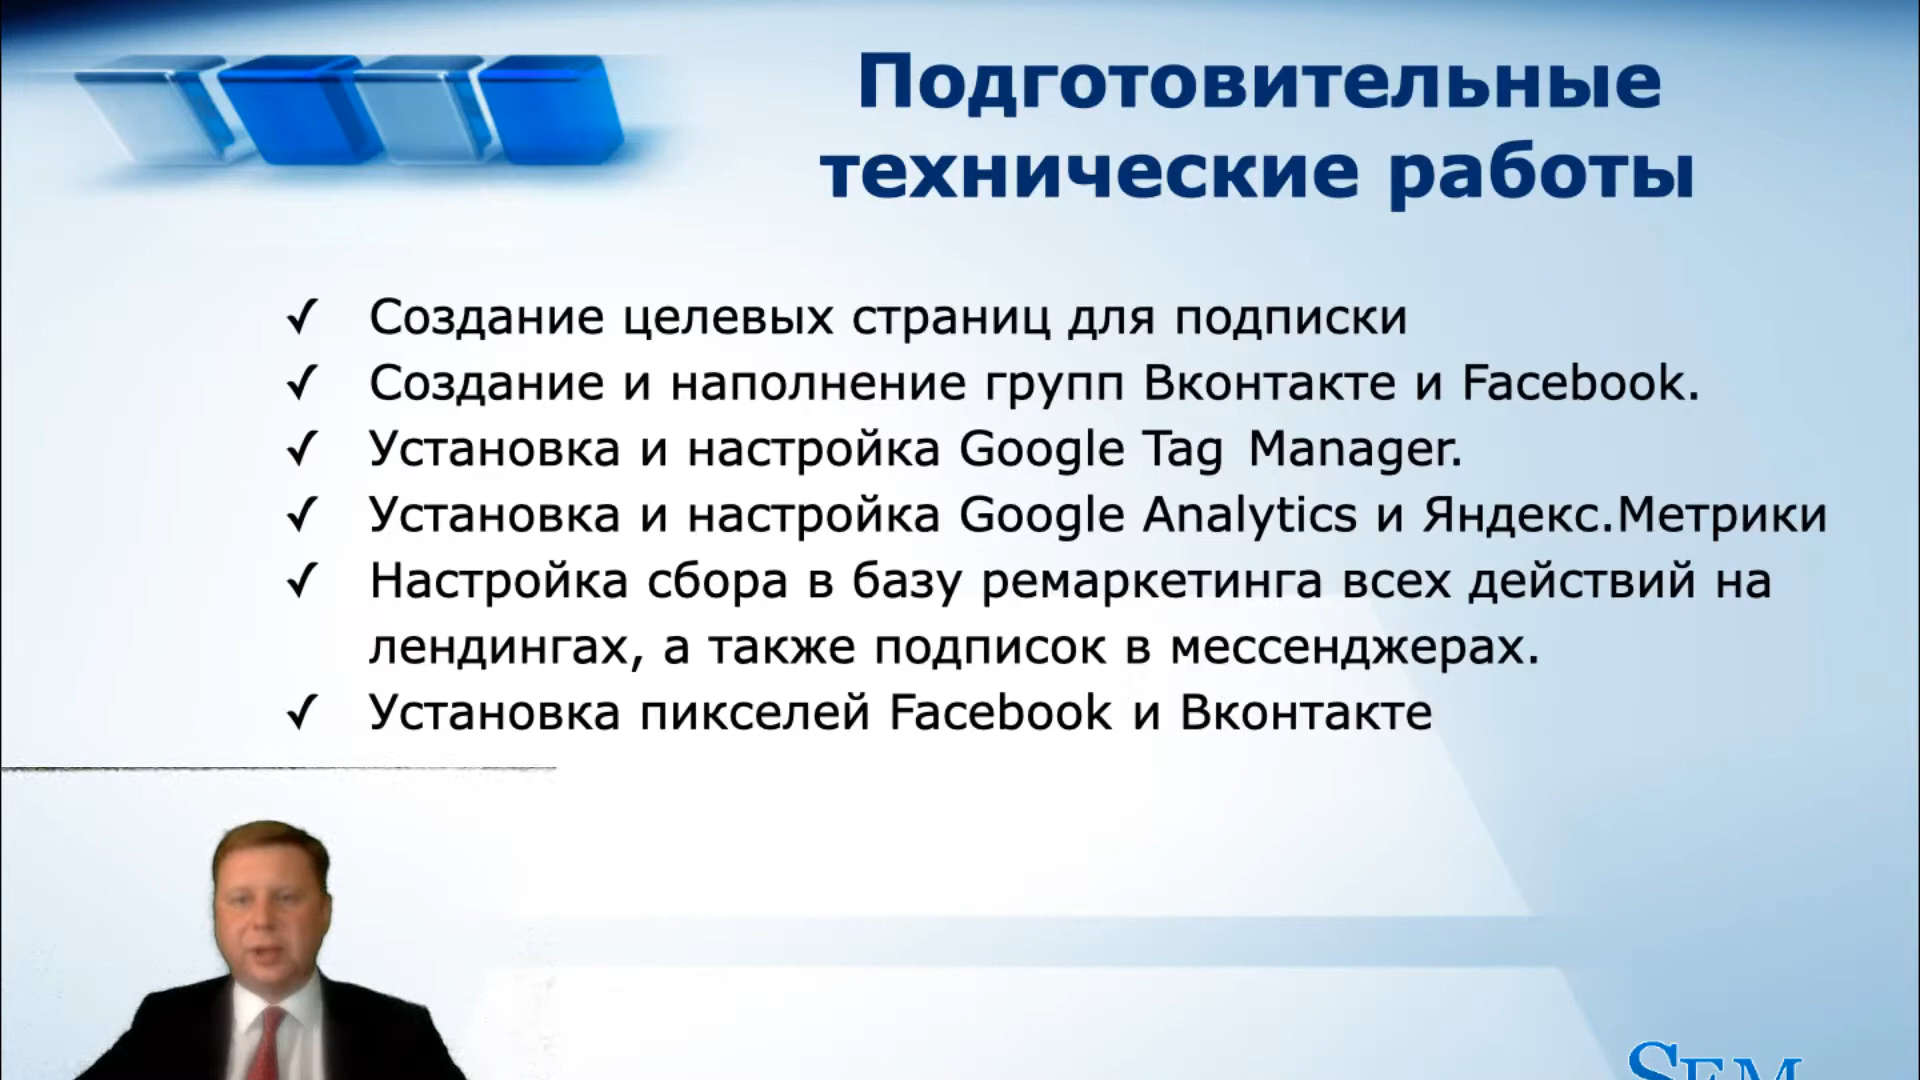 Подготовительные
технические работы
✓ Создание целевых страниц для подписки
✓ Создание и наполнение групп Вконтакте и Facebook.
✓ Установка и настройка Google Tag Manager.
✓ Установка и настройка Google Analytics и Яндекс.Метрики
✓ Настройка сбора в базу ремаркетинга всех действий на
лендингах, а также подписок в мессенджерах.
✓ Установка пикселей Facebook и Вконтакте
SEM